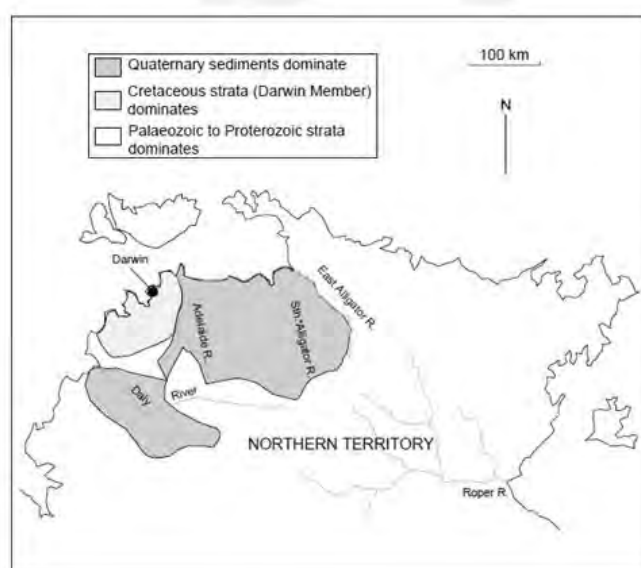 Quaternary sediments dominate
Cretaceous strata (Darwin Member)
dominates
Palaeozoic to Proterozoic strata
dominates
100 km
N
Darwin
East Alligator R.
Adelaide R.
Sth. Alligator R.
Daly
River
NORTHERN TERRITORY
Roper R.